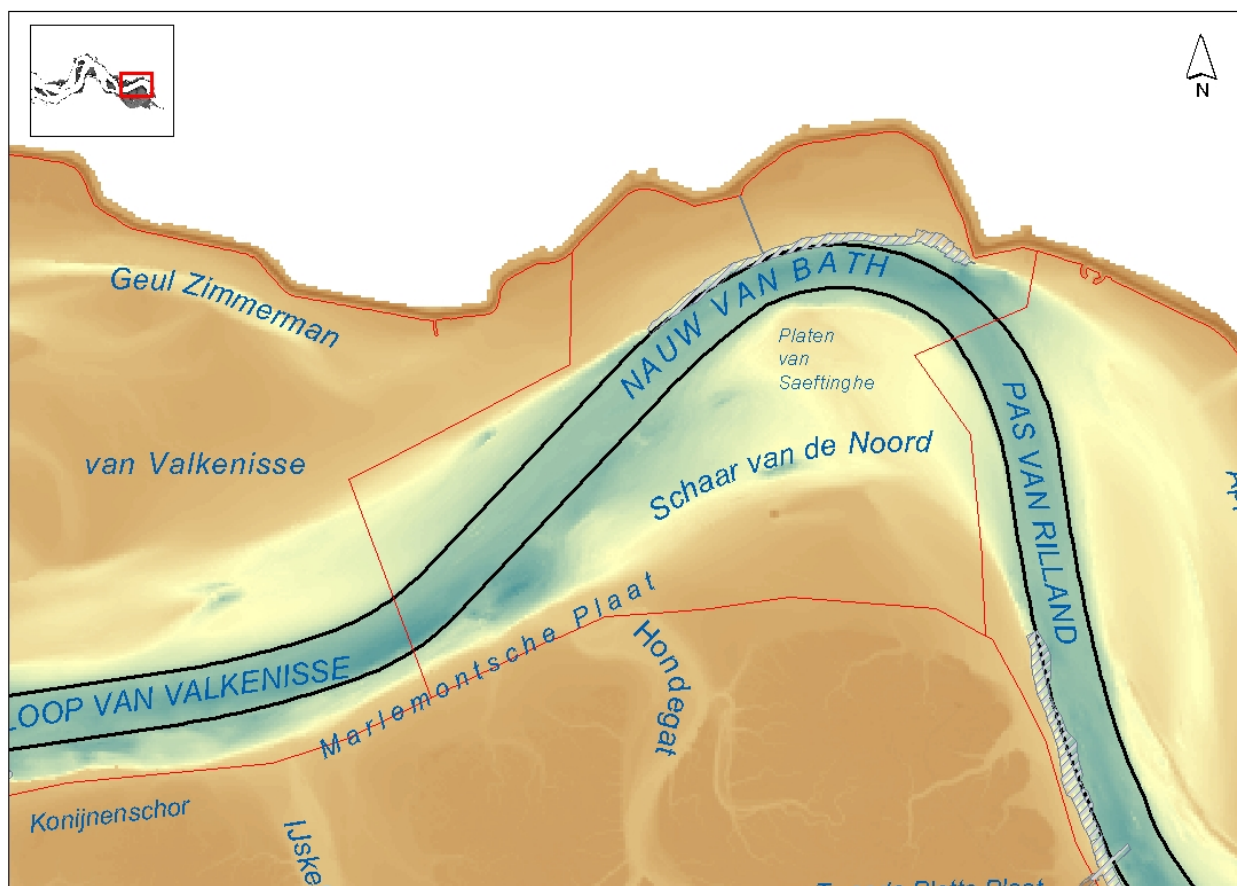 N
Geul Zimmerman
NAUW VAN BATH
Platen
van
Saeftinghe
van Valkenisse
Schaar van de Noord
PAS VAN RILLAND
LOOP VAN VALKENISSE
Marlemontsche Plaat
Hondegat
Konijnenschor
IJske